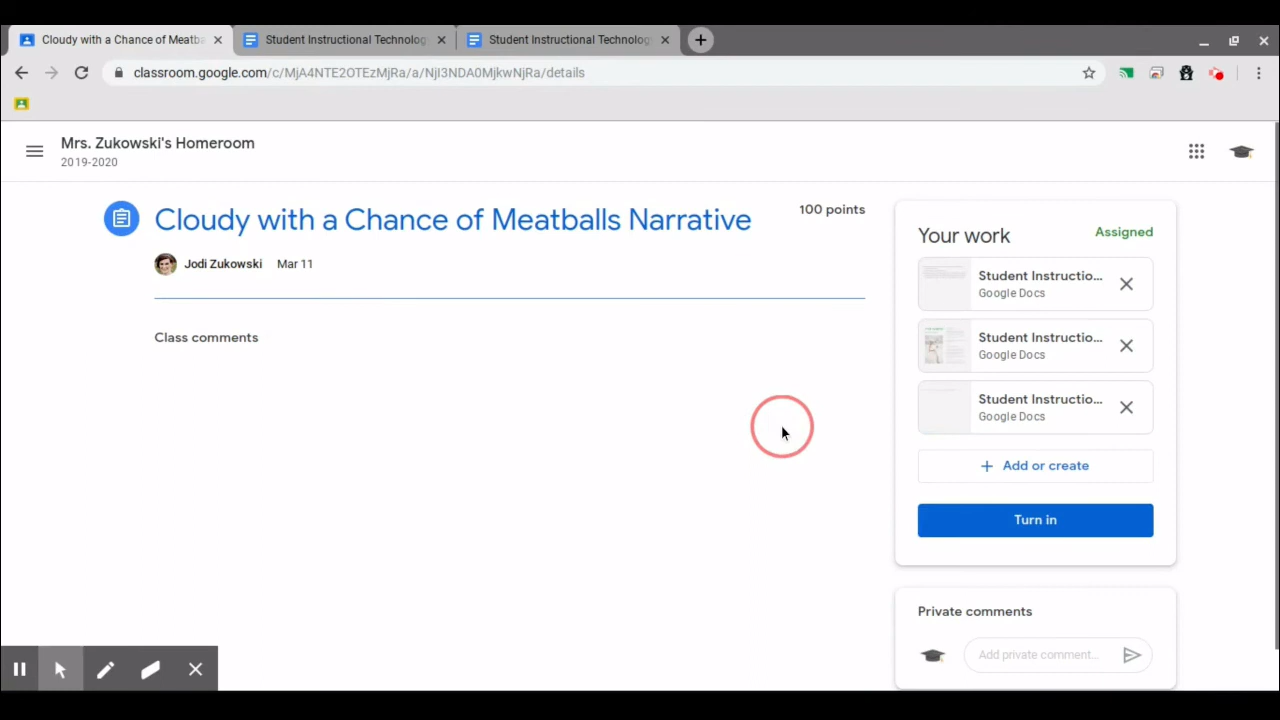 Cloudy with a Chance of Meatba
Student Instructional Technolog
Student Instructional Technolog
classroom.google.com/c/MjA4NTE2OTEzMjRa/a/NjI3NDA0MjkwNjRa/details
Mrs. Zukowski's Homeroom
2019-2020
Cloudy with a Chance of Meatballs Narrative
100 points
Jodi Zukowski Mar 11
Class comments
Your work
Assigned
Student Instructio...
Google Docs
Student Instructio...
Google Docs
Student Instructio...
Google Docs
+ Add or create
Turn in
Private comments
Add private comment...